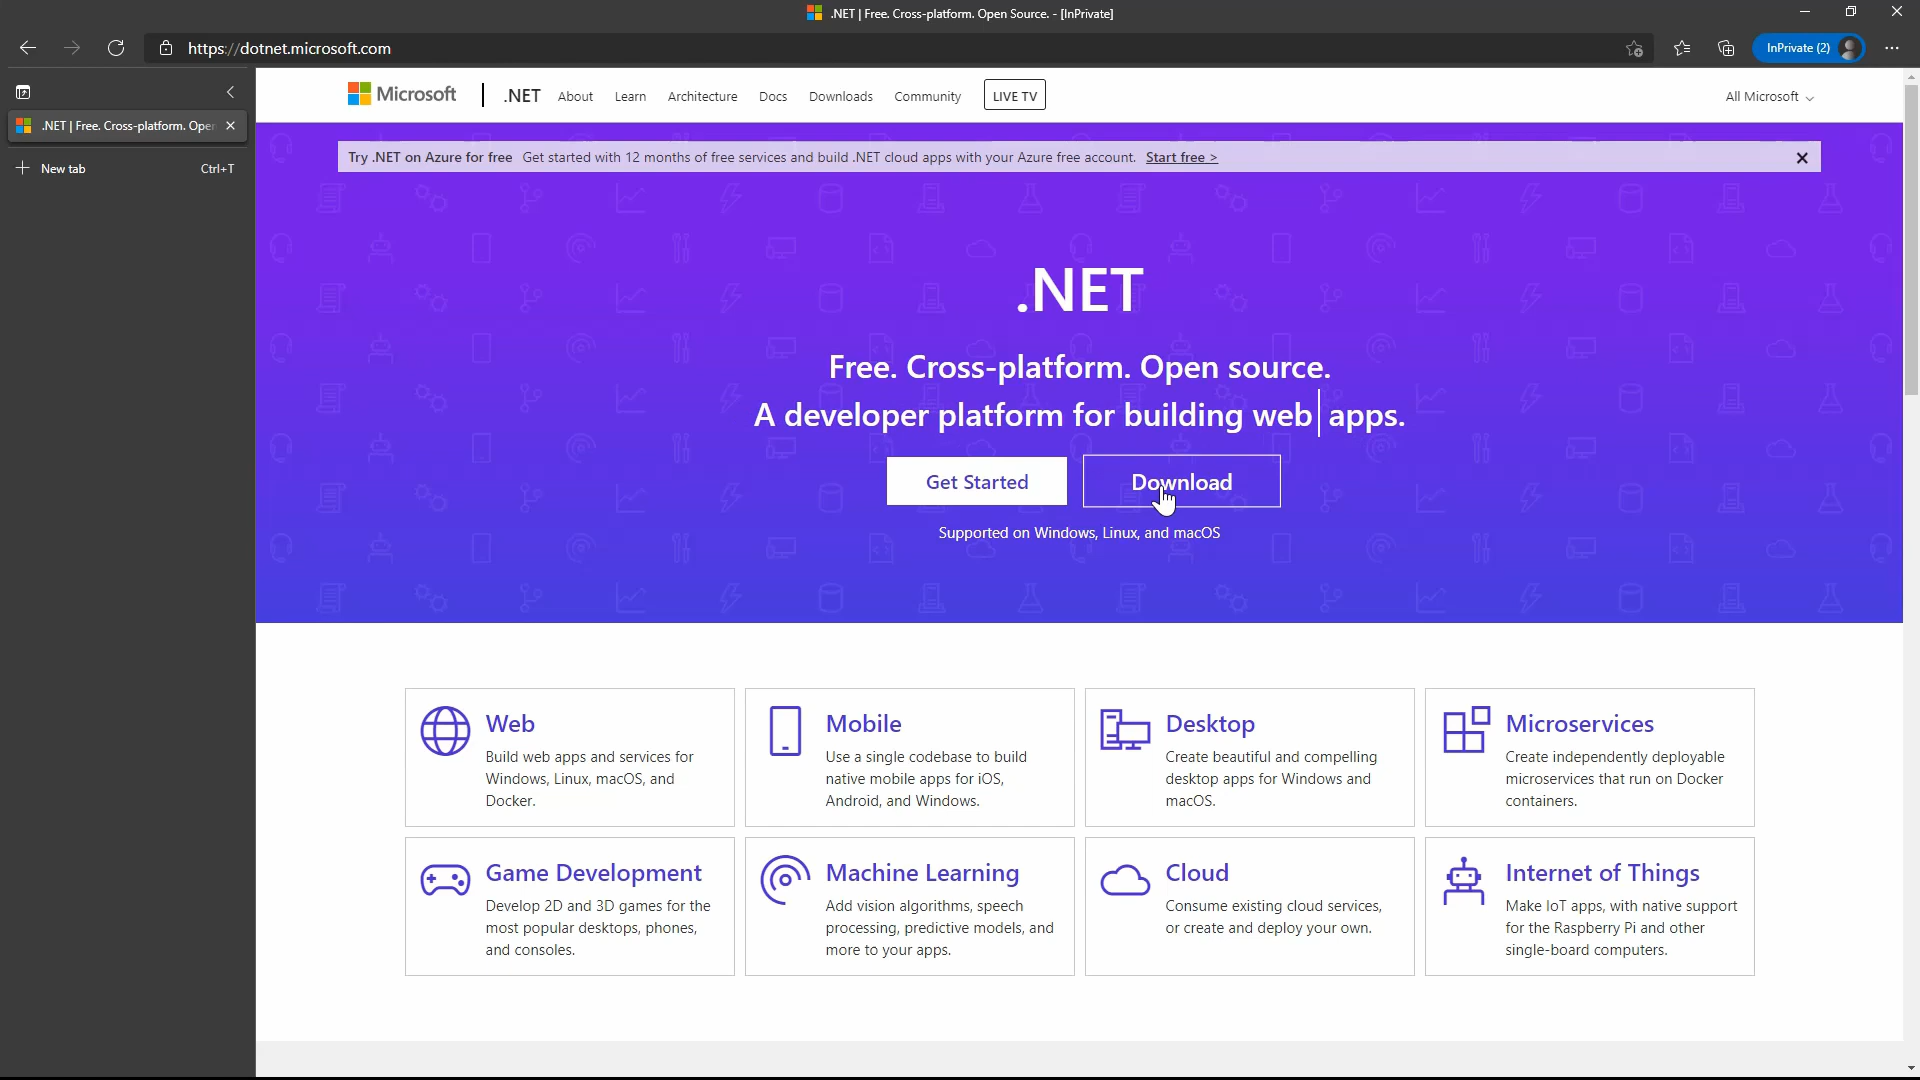 .NET | Free. Cross-platform. Open Source. - [InPrivate]
https://dotnet.microsoft.com
InPrivate (2)
.NET | Free. Cross-platform. Oper
New tab Ctrl+T
Microsoft .NET About Learn Architecture Docs Downloads Community LIVE TV All Microsoft
Try .NET on Azure for free Get started with 12 months of free services and build .NET cloud apps with your Azure free account. Start free >
.NET
Free. Cross-platform. Open source.
A developer platform for building web apps.
Get Started Download
Supported on Windows, Linux, and macOS
Web
Build web apps and services for
Windows, Linux, macOS, and
Docker.
Mobile
Use a single codebase to build
native mobile apps for iOS,
Android, and Windows.
Desktop
Create beautiful and compelling
desktop apps for Windows and
macOS.
Microservices
Create independently deployable
microservices that run on Docker
containers.
Game Development
Develop 2D and 3D games for the
most popular desktops, phones,
and consoles.
Machine Learning
Add vision algorithms, speech
processing, predictive models, and
more to your apps.
Cloud
Consume existing cloud services,
or create and deploy your own.
Internet of Things
Make IoT apps, with native support
for the Raspberry Pi and other
single-board computers.